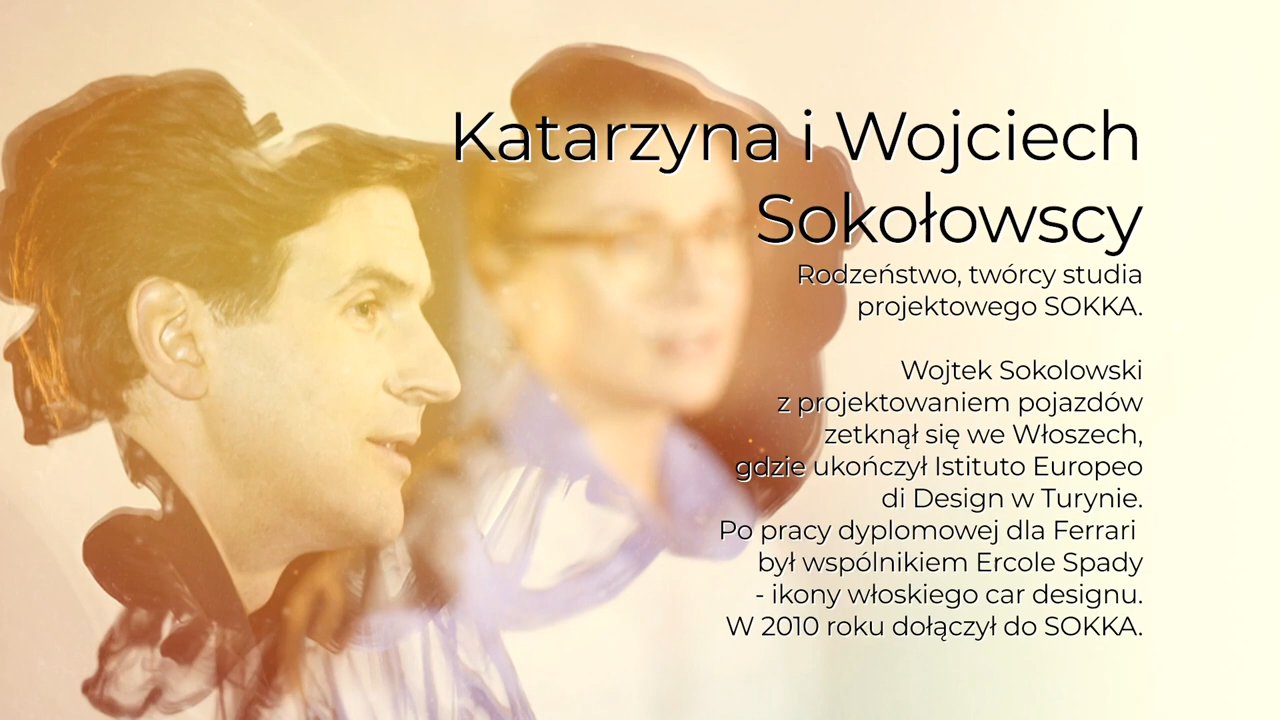 Katarzyna i Wojciech
Sokołowscy
Rodzeństwo, twórcy studia
projektowego SOKKA.
Wojtek Sokolowski
z projektowaniem pojazdów
zetknął się we Włoszech,
gdzie ukończył Istituto Europeo
di Design w Turynie.
Po pracy dyplomowej dla Ferrari
był wspólnikiem Ercole Spady
- ikony włoskiego car designu.
W 2010 roku dołączył do SOKKA.